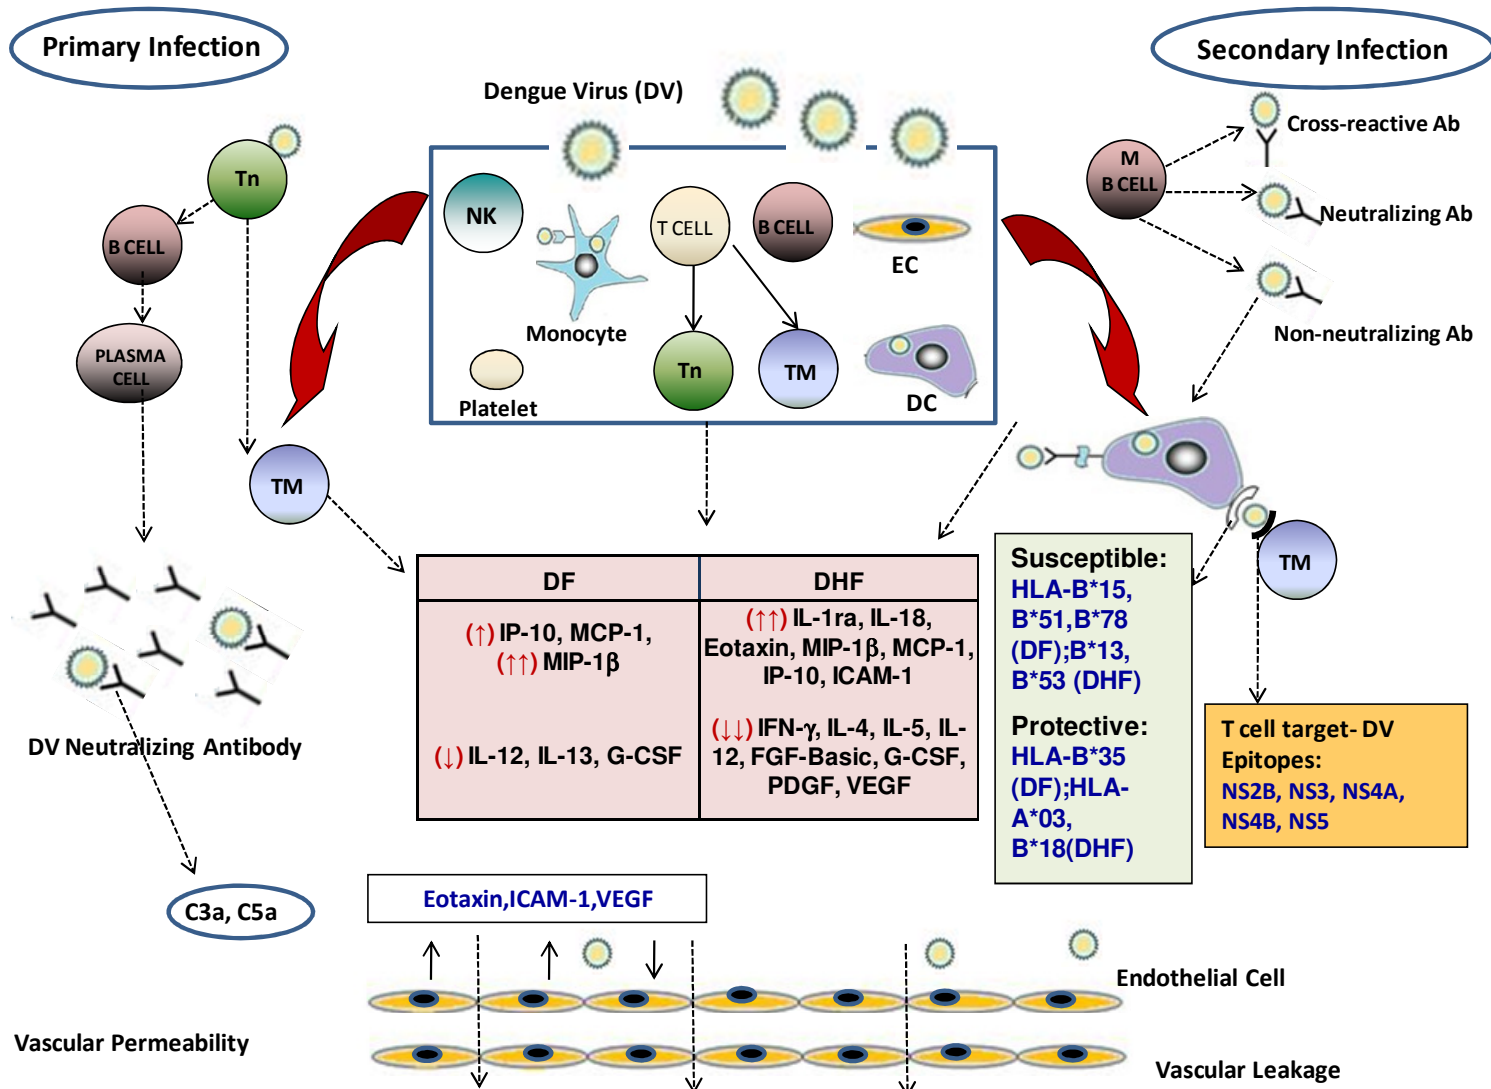 Primary Infection
Secondary Infection
Dengue Virus (DV)
Cross-reactive Ab
Tn
M
B CELL
Neutralizing Ab
Non-neutralizing Ab
B CELL
PLASMA
CELL
NK
T CELL
B CELL
EC
Monocyte
Tn
TM
DC
Platelet
TM
TM
DF
DHF
(↑) IP-10, MCP-1,
(↑↑) MIP-1β
(↑↑) IL-1ra, IL-18,
Eotaxin, MIP-1β, MCP-1,
IP-10, ICAM-1
(↓) IL-12, IL-13, G-CSF
(↓↓) IFN-γ, IL-4, IL-5, IL-
12, FGF-Basic, G-CSF,
PDGF, VEGF
Susceptible:
HLA-B*15,
B*51,B*78
(DF);B*13,
B*53 (DHF)
Protective:
HLA-B*35
(DF);HLA-
A*03,
B*18(DHF)
T cell target- DV
Epitopes:
NS2B, NS3, NS4A,
NS4B, NS5
DV Neutralizing Antibody
C3a, C5a
Eotaxin,ICAM-1,VEGF
Endothelial Cell
Vascular Permeability
Vascular Leakage